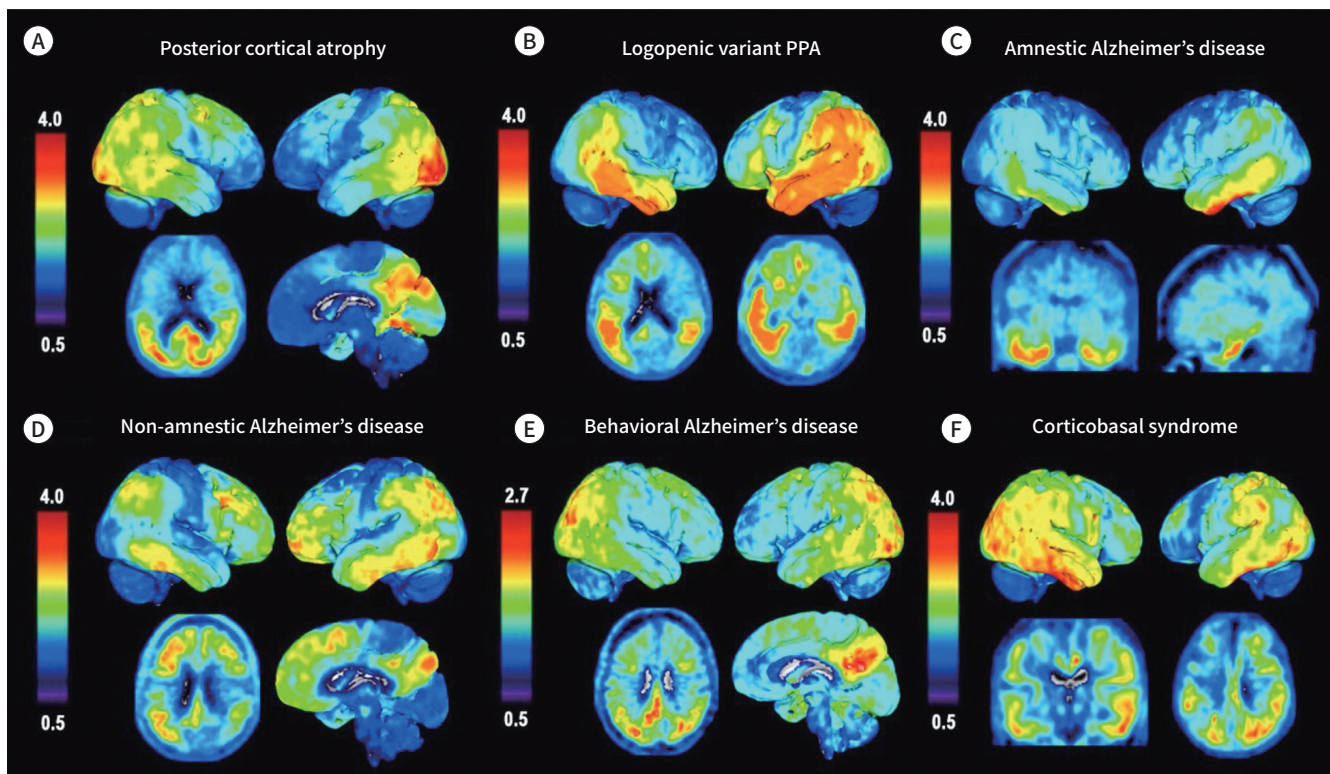 A Posterior cortical atrophy
4.0
0.5
B Logopenic variant PPA
4.0
0.5
C Amnestic Alzheimer’s disease
4.0
0.5
D Non-amnestic Alzheimer’s disease
4.0
0.5
E Behavioral Alzheimer’s disease
2.7
0.5
F Corticobasal syndrome
4.0
0.5